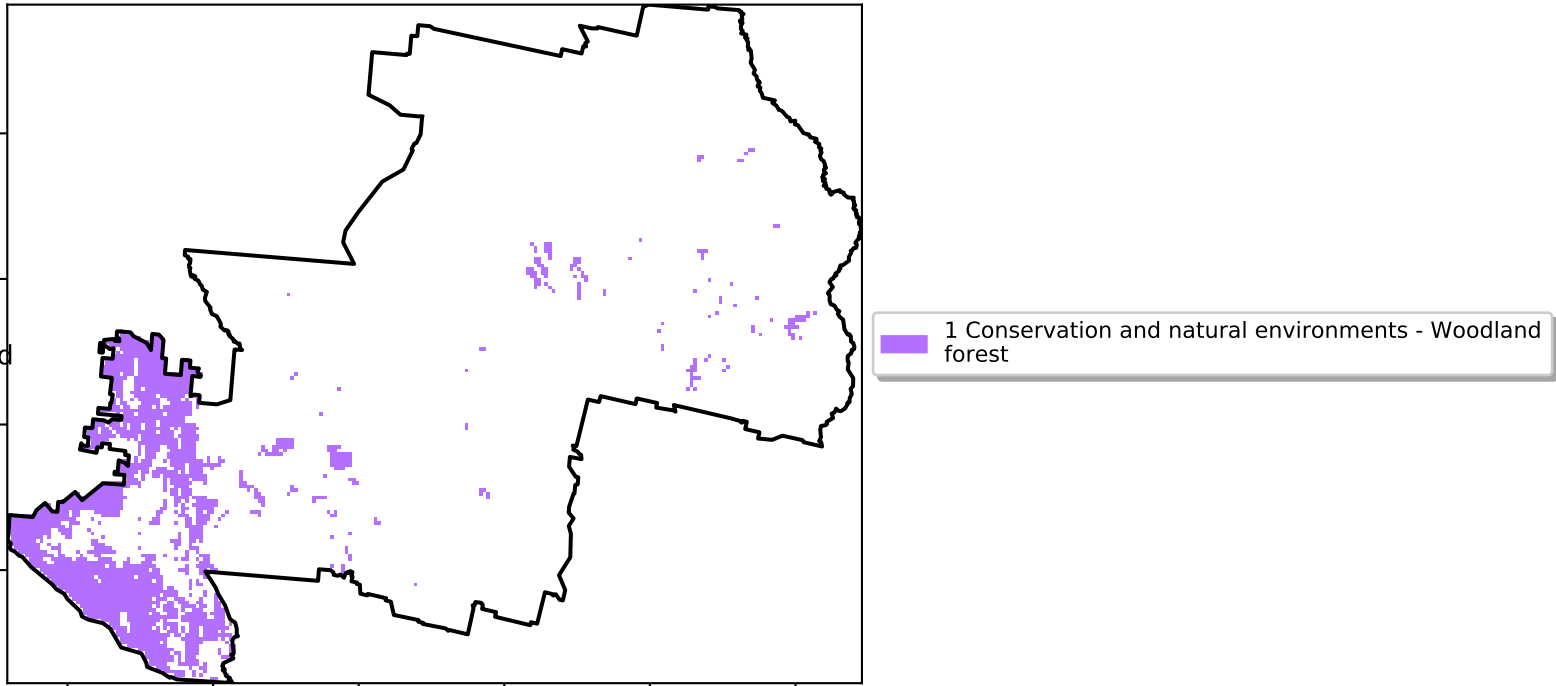 d
1 Conservation and natural environments - Woodland
forest